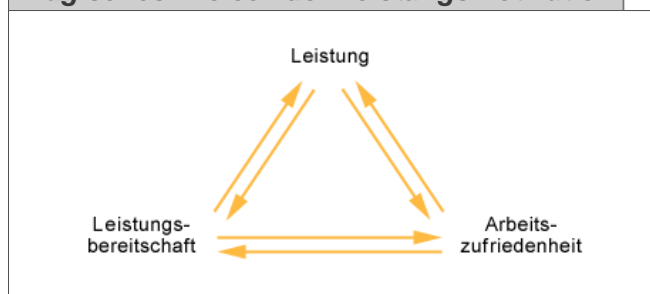 Leistung
Leistungs-
bereitschaft
Arbeits-
zufriedenheit